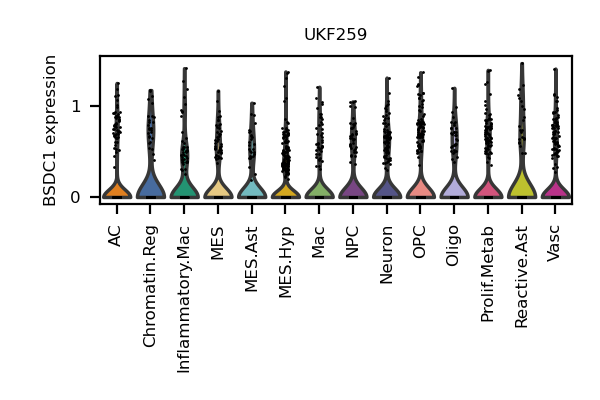 UKF259
BSDC1 expression
1
0
AC
Chromatin.Reg
Inflammatory.Mac
MES
MES.Ast
MES.Hyp
Mac
NPC
Neuron
OPC
Oligo
Prolif.Metab
Reactive.Ast
Vasc